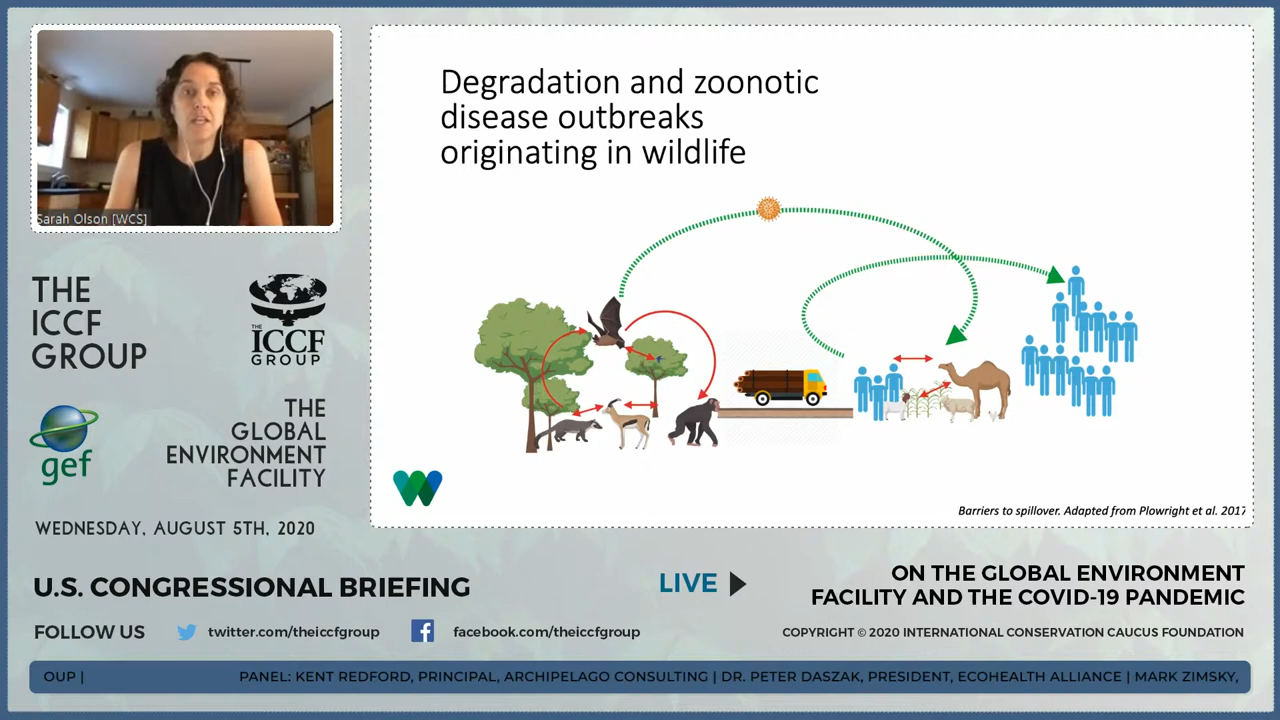 Sarah Olson [WCS]
Degradation and zoonotic
disease outbreaks
originating in wildlife
Barriers to spillover. Adapted from Plowright et al. 2017
THE
ICCF
GROUP
THE
ICCF
GROUP
gef
THE
GLOBAL
ENVIRONMENT
FACILITY
WEDNESDAY, AUGUST 5TH, 2020
U.S. CONGRESSIONAL BRIEFING
LIVE
ON THE GLOBAL ENVIRONMENT
FACILITY AND THE COVID-19 PANDEMIC
FOLLOW US
twitter.com/theiccfgroup
facebook.com/theiccfgroup
COPYRIGHT © 2020 INTERNATIONAL CONSERVATION CAUCUS FOUNDATION
OUP | PANEL: KENT REDFORD, PRINCIPAL, ARCHIPELAGO CONSULTING | DR. PETER DASZAK, PRESIDENT, ECOHEALTH ALLIANCE | MARK ZIMSKY,